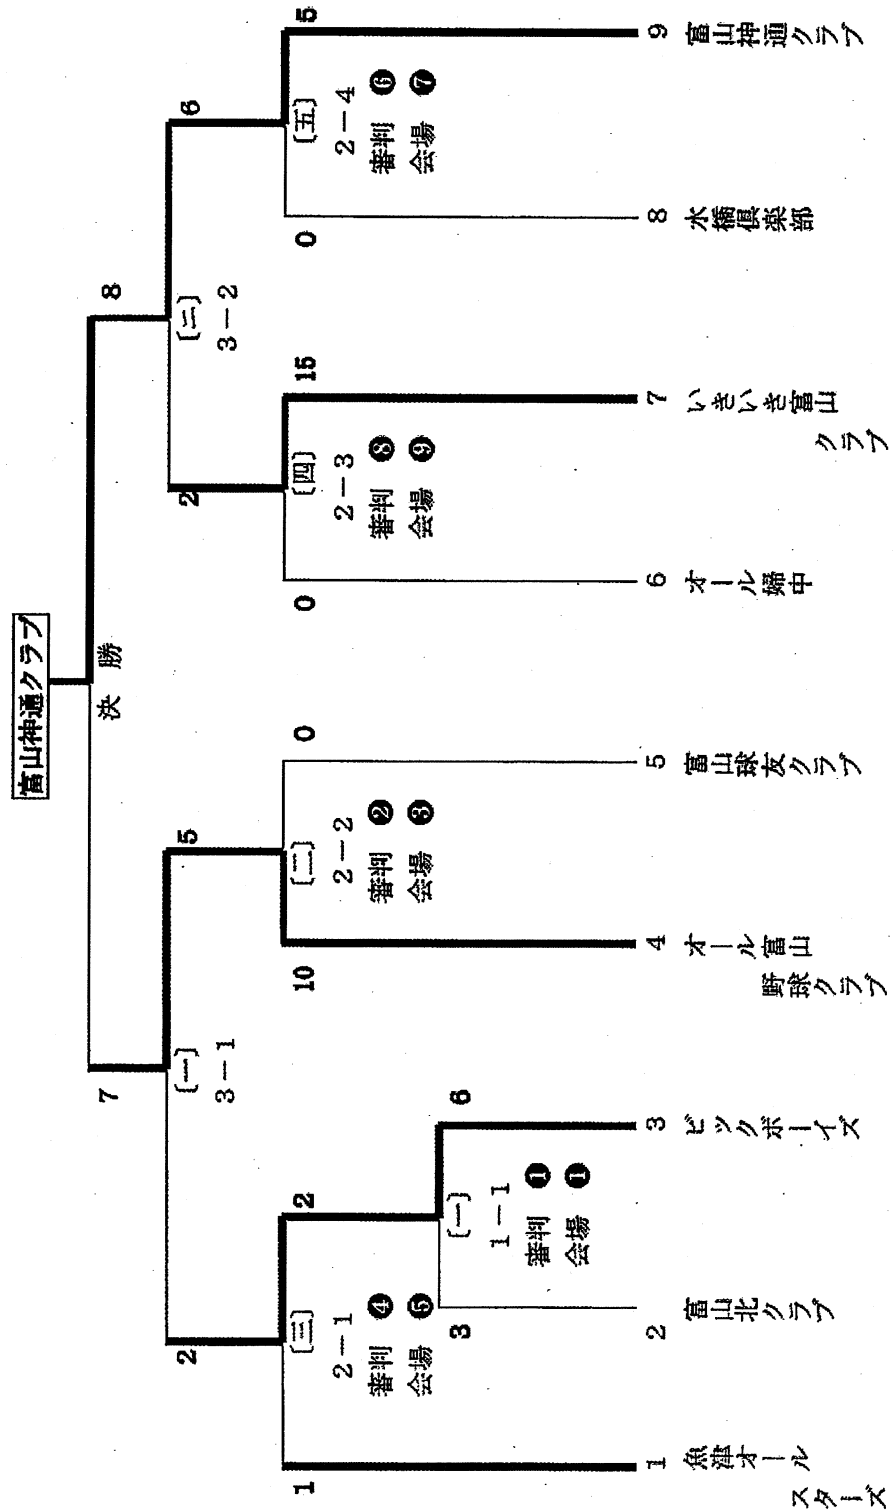 富山神通クラブ
決 勝
7
8
2
5
2
6
〔一〕
3－1
〔二〕
3－2
1
2
10
0
0
15
0
5
〔三〕
2－1
審判 ❹
会場 ❺
〔二〕
2－2
審判 ❷
会場 ❸
〔四〕
2－3
審判 ❽
会場 ❾
〔五〕
2－4
審判 ❻
会場 ❼
3
6
〔一〕
1－1
審判 ❶
会場 ❶
1
魚津オール
スターズ
2
富山北クラブ
3
ビックボーイズ
4
オール富山
野球クラブ
5
富山球友クラブ
6
オール婦中
7
いきいき富山
クラブ
8
水橋倶楽部
9
富山神通クラブ